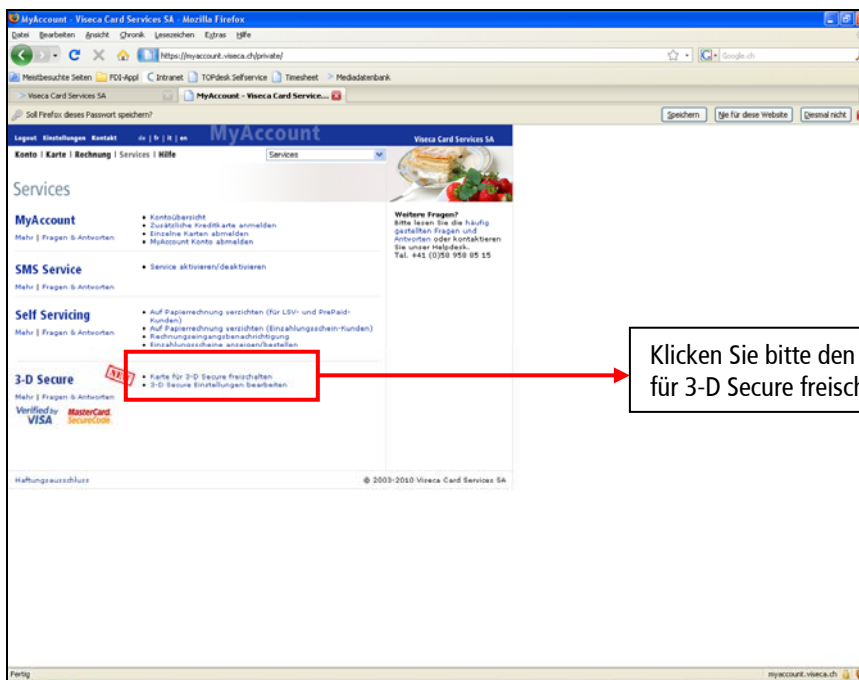 MyAccount - Viseca Card Services SA - Mozilla Firefox
Datei Bearbeiten Ansicht Chronik Lesezeichen Extras Hilfe
https://myaccount.viseca.ch/private/
Google.ch
Meistbesuchte Seiten FDI-Appl Intranet TOPdesk Selfservice Timesheet > Mediadatenbank
> Viseca Card Services SA
MyAccount - Viseca Card Service...
Soll Firefox dieses Passwort speichern?
Speichern
Nie für diese Website
Diesmal nicht
Logout Einstellungen Kontakt de | fr | it | en
MyAccount
Viseca Card Services SA
Konto | Karte | Rechnung | Services | Hilfe
Services
Services
MyAccount
Mehr | Fragen & Antworten
• Kontoübersicht
• Zusätzliche Kreditkarte anmelden
• Einzelne Karten abmelden
• MyAccount Konto abmelden
Weitere Fragen?
Bitte lesen Sie die häufig
gestellten Fragen und
Antworten oder kontaktieren
Sie unser Helpdesk.
Tel. +41 (0)58 958 85 15
SMS Service
Mehr | Fragen & Antworten
• Service aktivieren/deaktivieren
Self Servicing
Mehr | Fragen & Antworten
• Auf Papierrechnung verzichten (für LSV- und PrePaid-
Kunden)
• Auf Papierrechnung verzichten (Einzahlungsschein-Kunden)
• Rechnungseingangsbenachrichtigung
• Einzahlungsscheine anzeigen/bestellen
3-D Secure
NEW
Mehr | Fragen & Antworten
• Karte für 3-D Secure freischalten
• 3-D Secure Einstellungen bearbeiten
Verified by
VISA
MasterCard.
SecureCode.
Klicken Sie bitte den
für 3-D Secure freisch
Haftungsausschluss
© 2003-2010 Viseca Card Services SA
Fertig
myaccount.viseca.ch